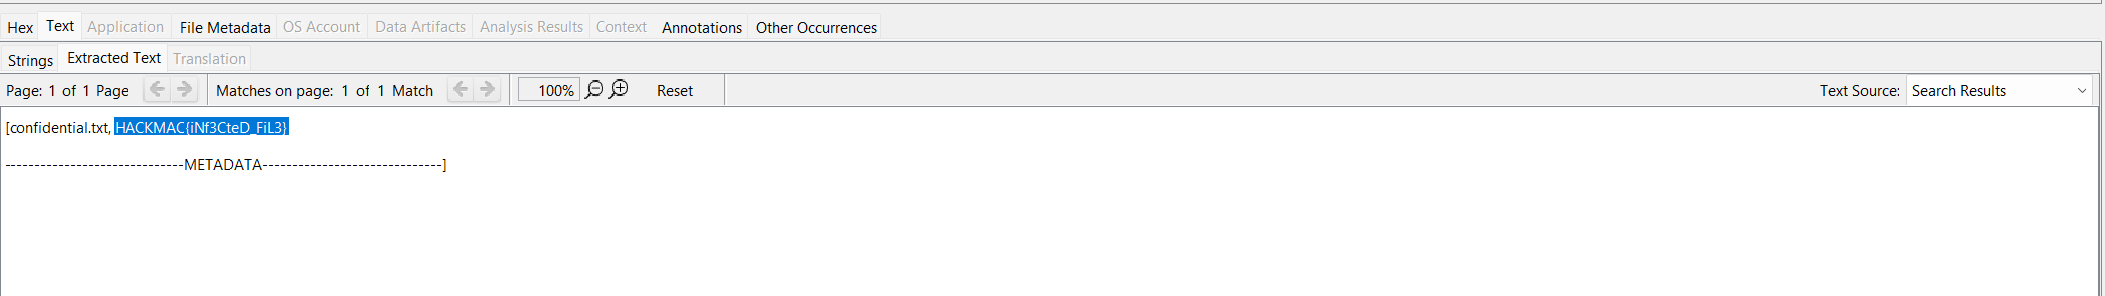 Hex Text Application File Metadata OS Account Data Artifacts Analysis Results Context Annotations Other Occurrences
Strings Extracted Text Translation
Page: 1 of 1 Page Matches on page: 1 of 1 Match 100% Reset Text Source: Search Results
[confidential.txt, HACKMAC{iNf3CteD_FiL3}
------------------------------METADATA------------------------------]